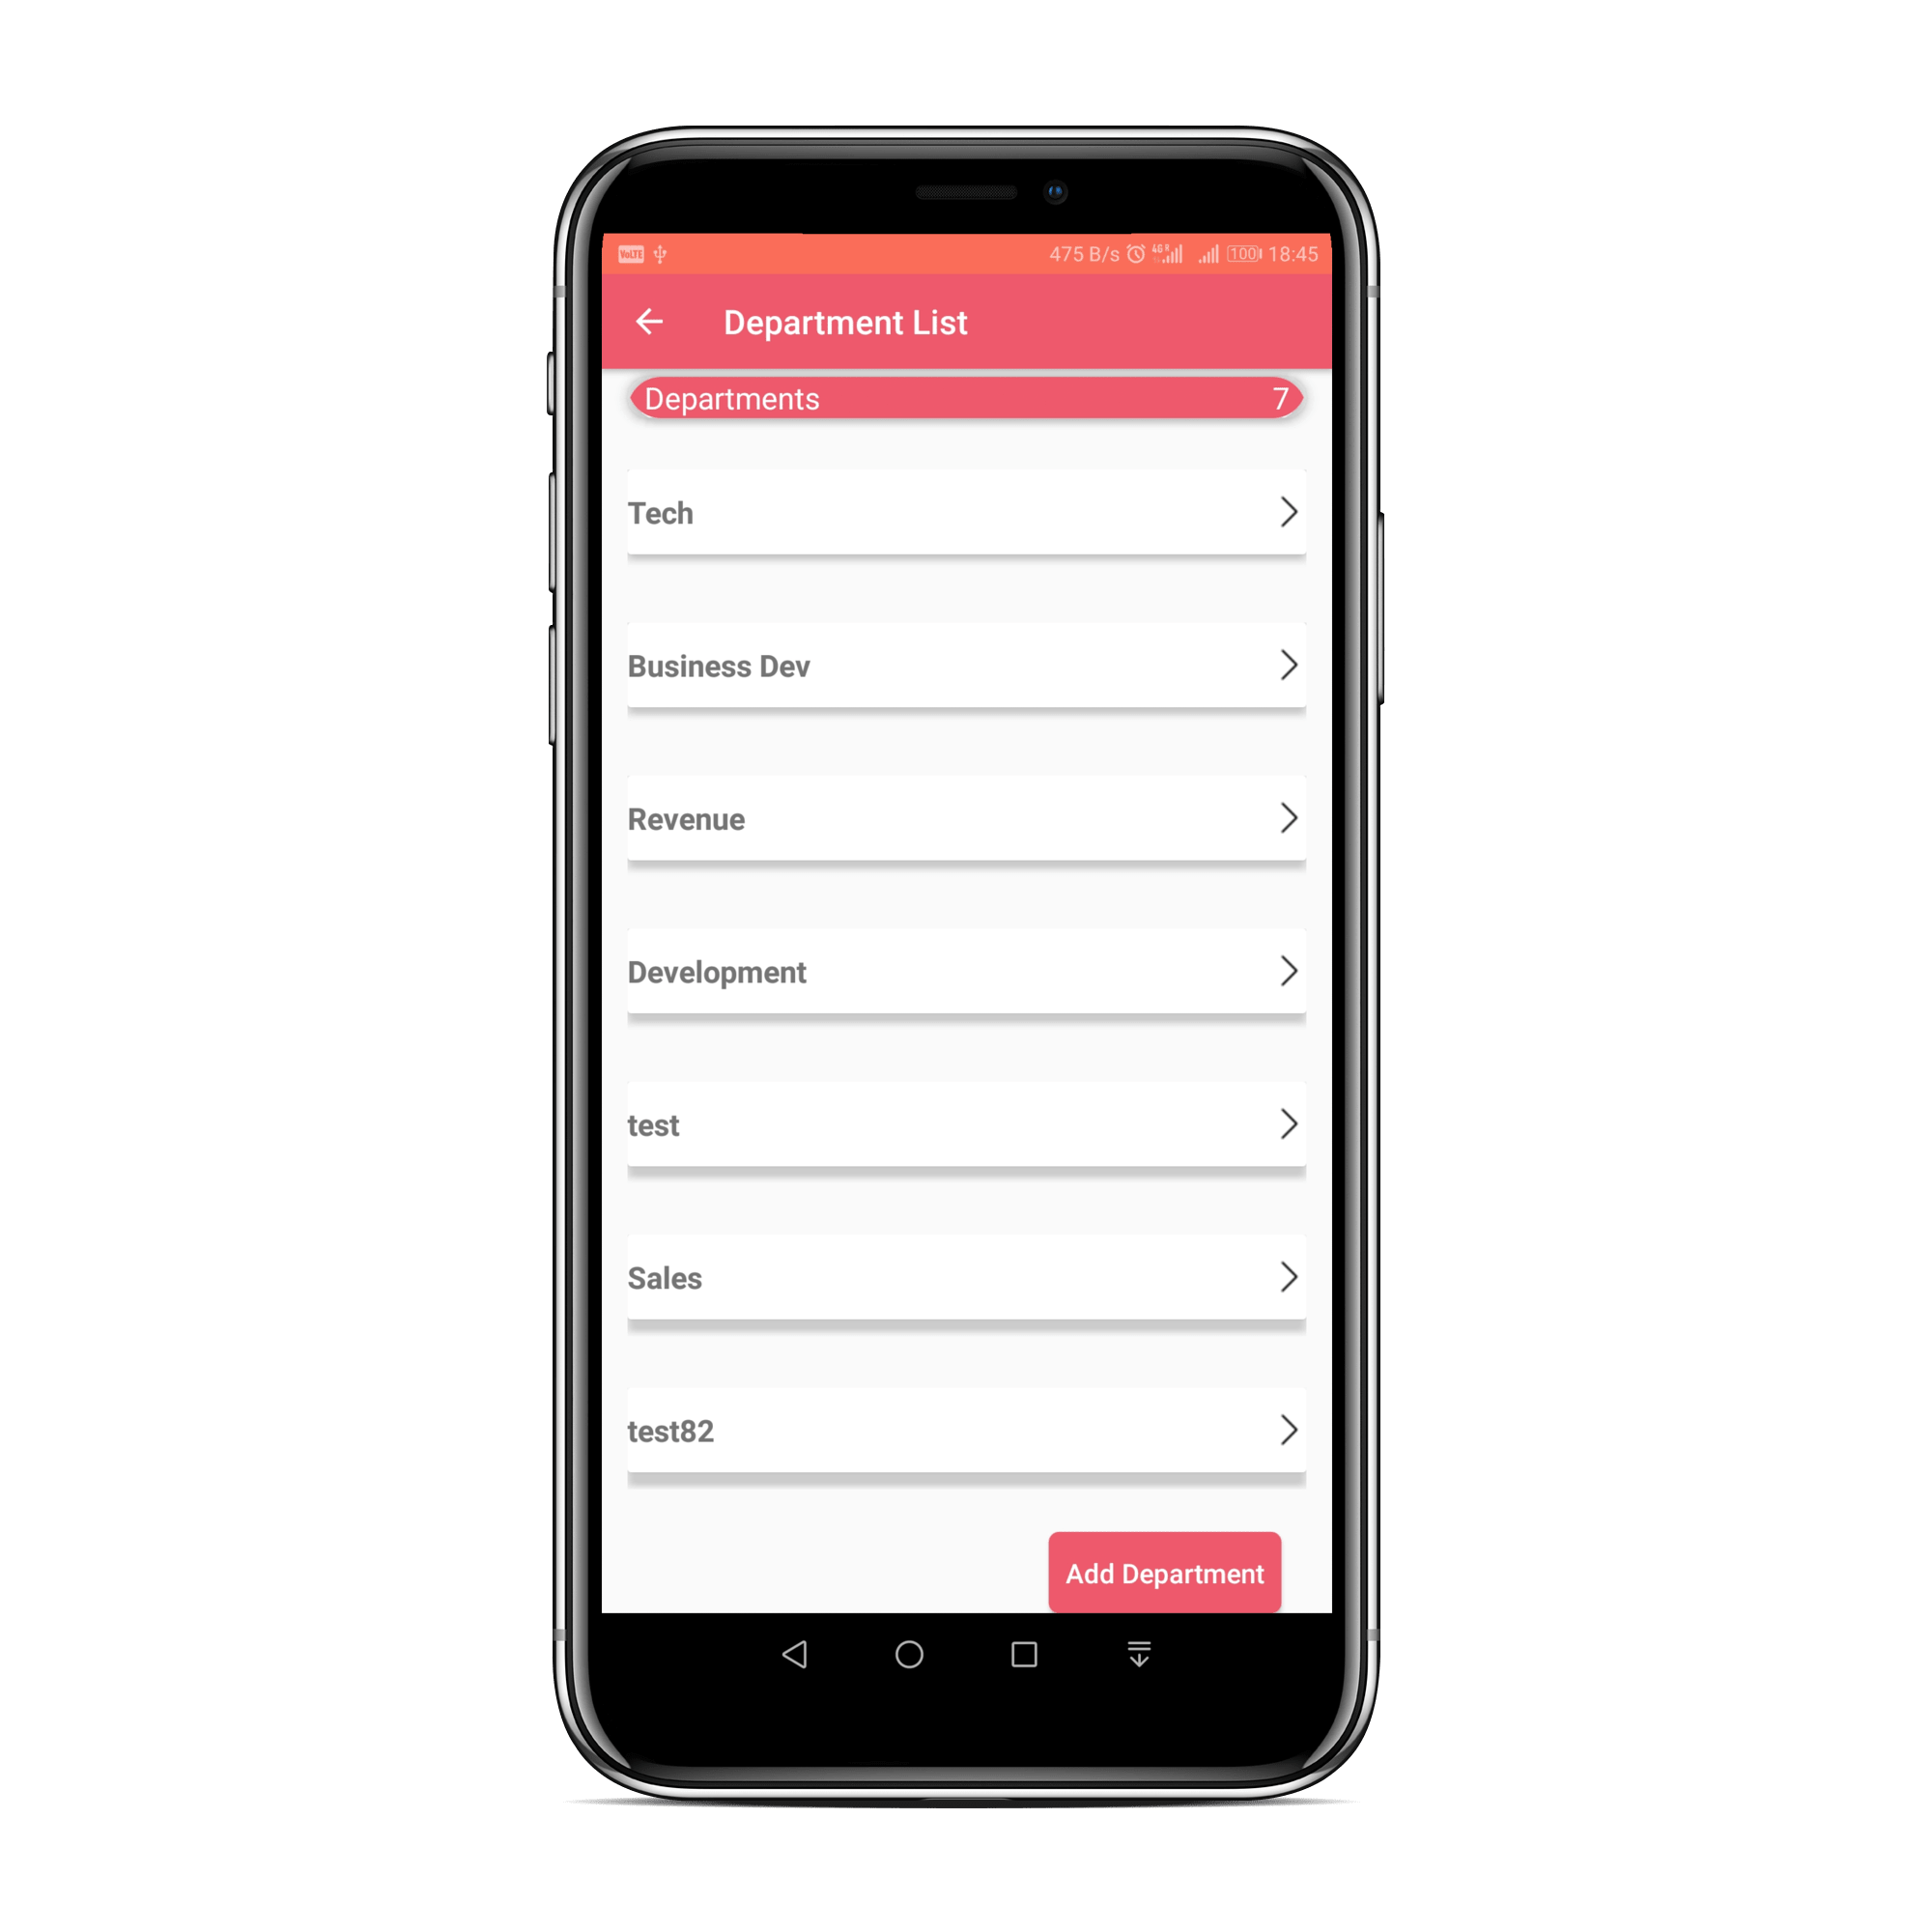 VoLTE 475 B/s 4G R 100 18:45
Department List
Departments 7
Tech
Business Dev
Revenue
Development
test
Sales
test82
Add Department